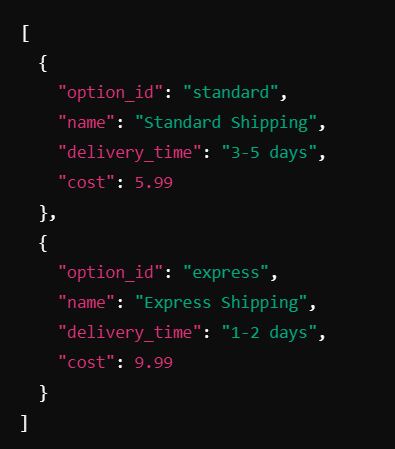 [
  {
    "option_id": "standard",
    "name": "Standard Shipping",
    "delivery_time": "3-5 days",
    "cost": 5.99
  },
  {
    "option_id": "express",
    "name": "Express Shipping",
    "delivery_time": "1-2 days",
    "cost": 9.99
  }
]